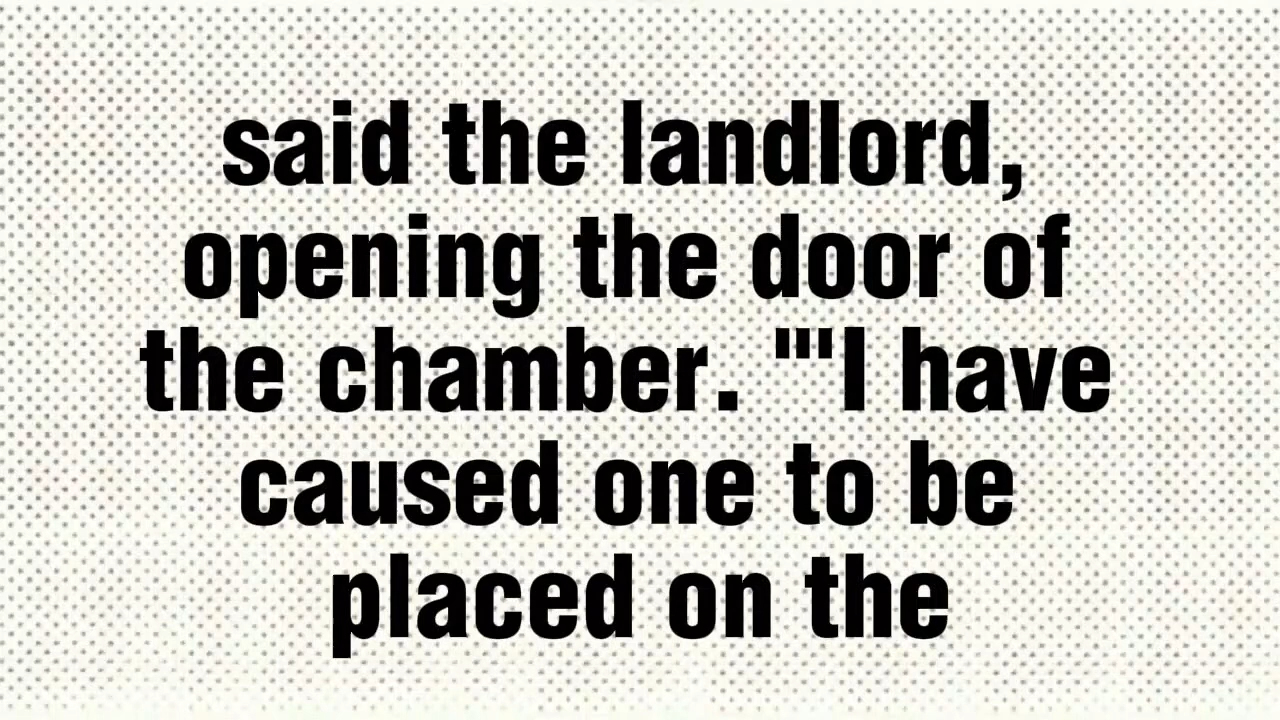 said the landlord,
opening the door of
the chamber. "'I have
caused one to be
placed on the